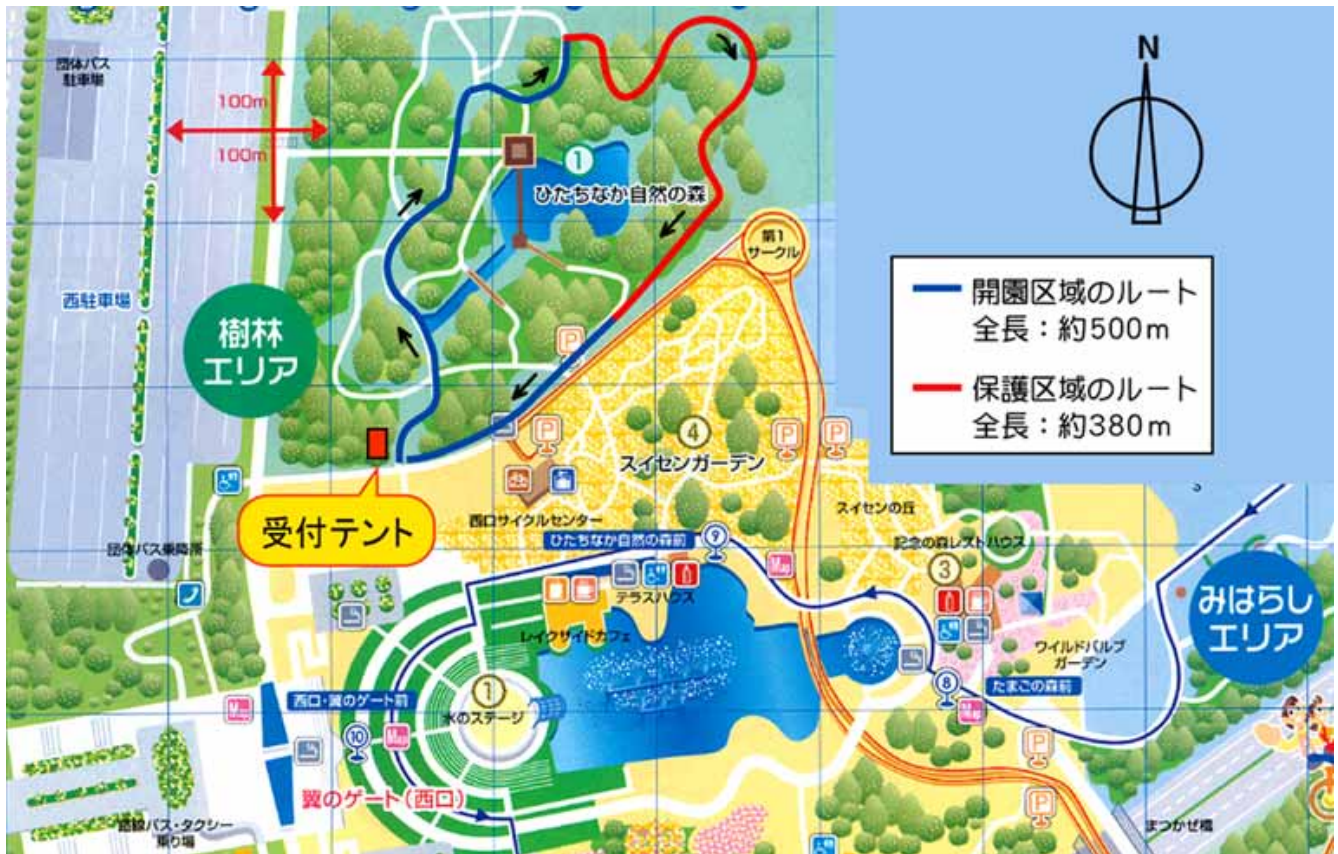 団体バス
駐車場
100m
100m
①
ひたちなか自然の森
N
第1
サークル
西駐車場
樹林
エリア
開園区域のルート
全長：約500m
保護区域のルート
全長：約380m
P
P
P
P
④
スイセンガーデン
受付テント
西口サイクルセンター
スイセンの丘
団体バス乗降所
ひたちなか自然の森前
⑨
記念の森レストハウス
③
Map
みはらし
エリア
テラスハウス
レイクサイドカフェ
ワイルドバルブ
ガーデン
①
水のステージ
西口・翼のゲート前
⑩
Map
Map
⑧
たまごの森前
Map
P
P
翼のゲート(西口)
路線バス・タクシー
乗り場
まつかぜ橋